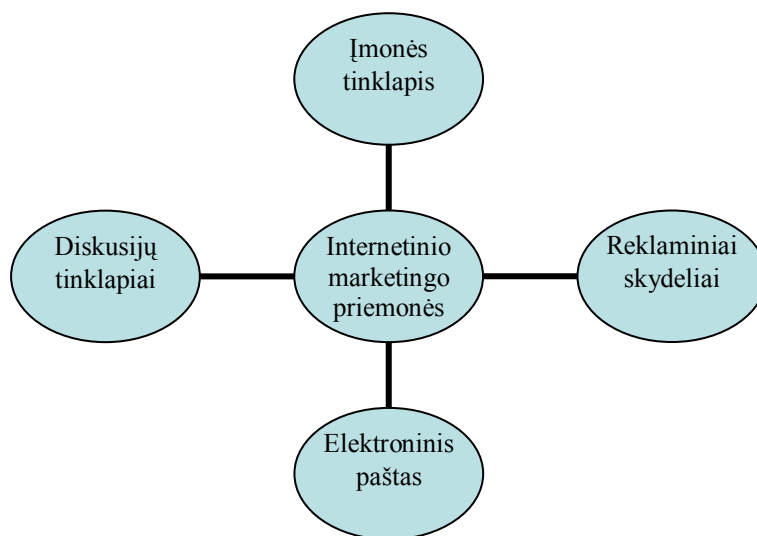 Įmonės
tinklapis
Diskusijų
tinklapiai
Internetinio
marketingo
priemonės
Reklaminiai
skydeliai
Elektroninis
paštas